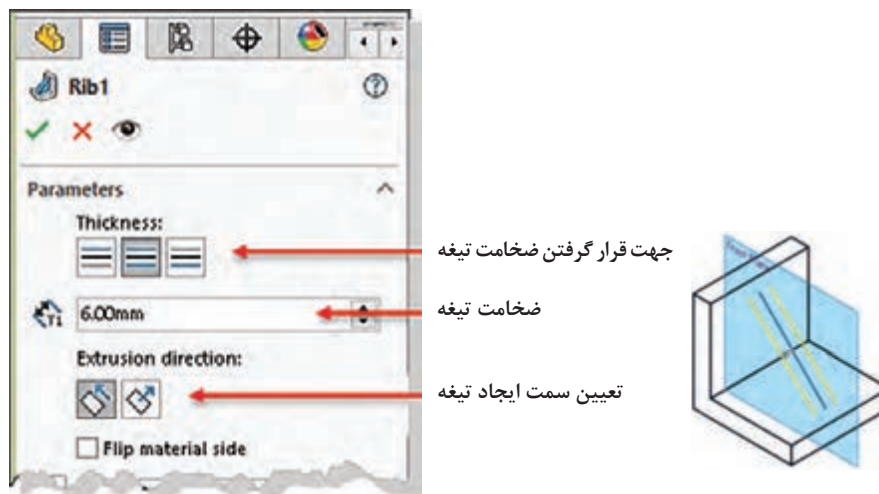 Rib1
Parameters
Thickness:
جهت قرار گرفتن ضخامت تیغه
6.00mm
ضخامت تیغه
Extrusion direction:
تعیین سمت ایجاد تیغه
Flip material side